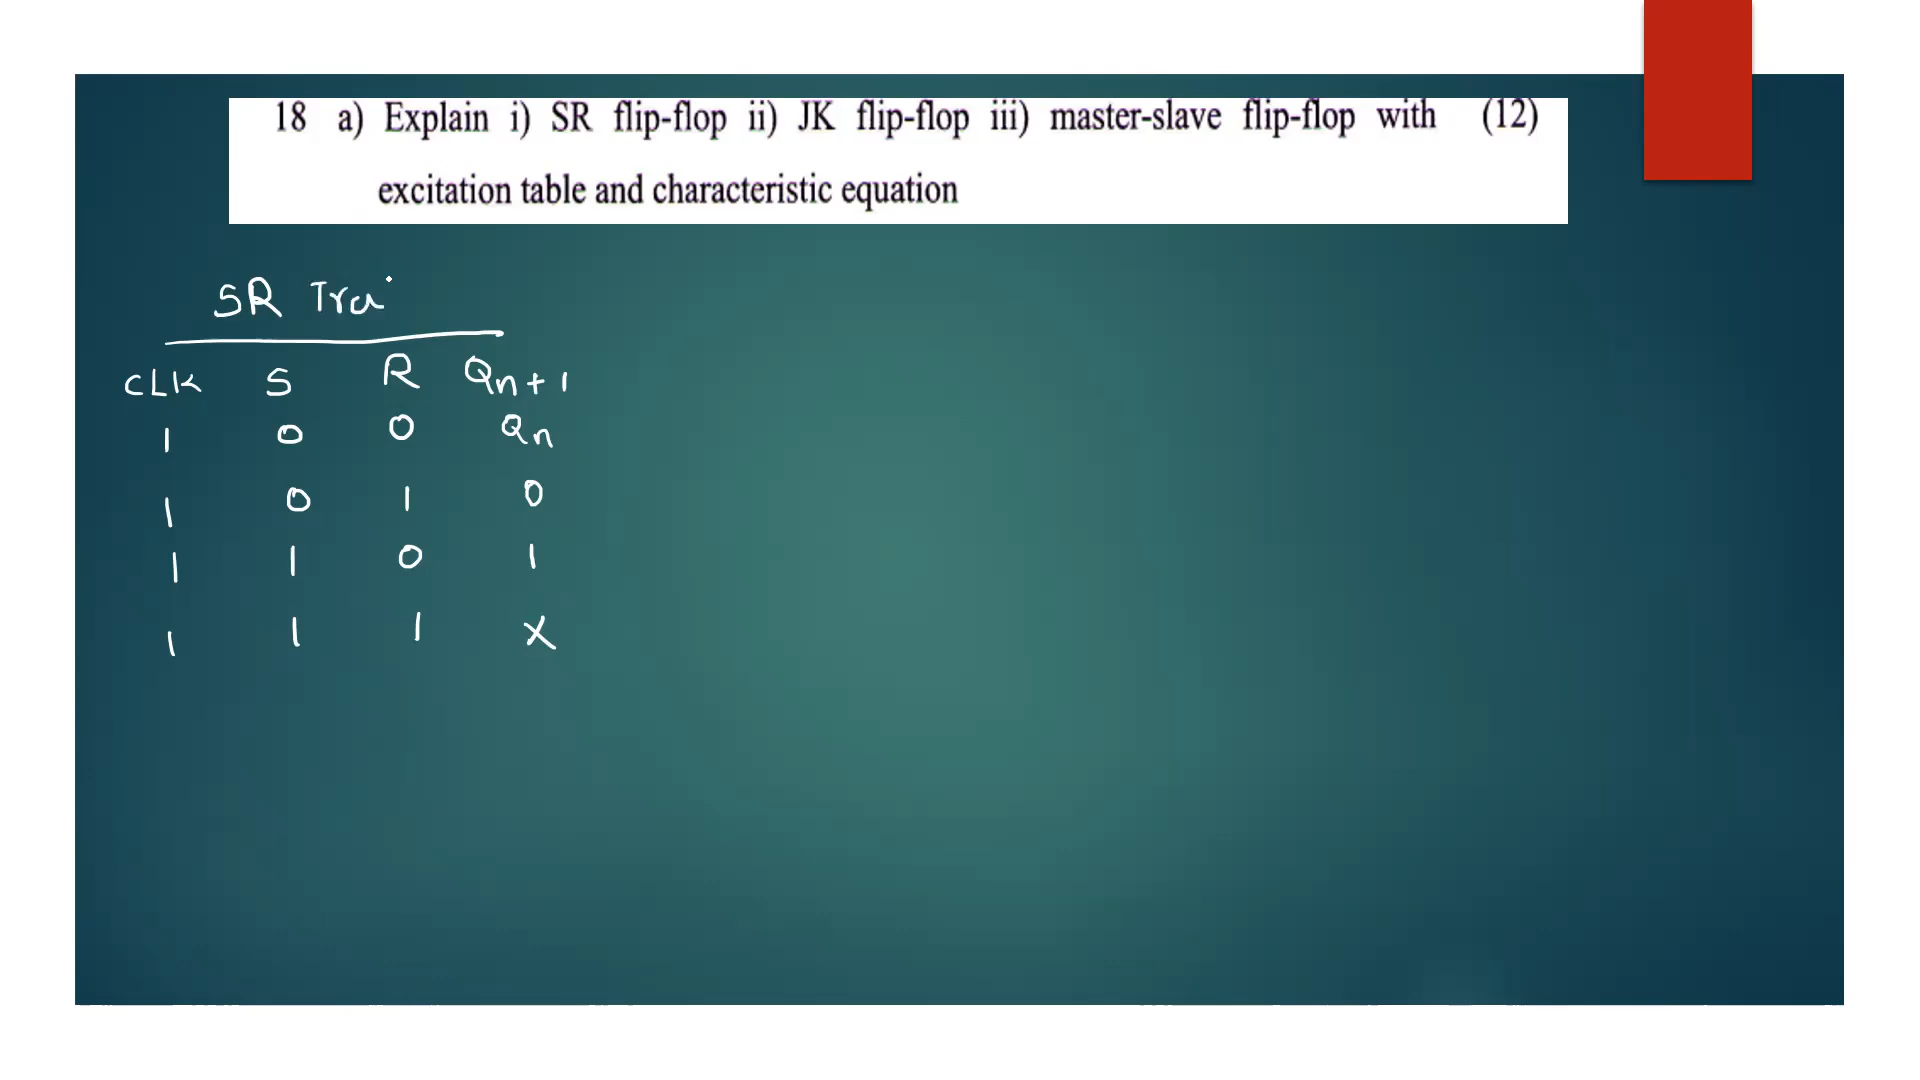 18 a) Explain i) SR flip-flop ii) JK flip-flop iii) master-slave flip-flop with (12)
excitation table and characteristic equation
SR Tra
CLK S R Qn+1
1 0 0 Qn
1 0 1 0
1 1 0 1
1 1 1 X